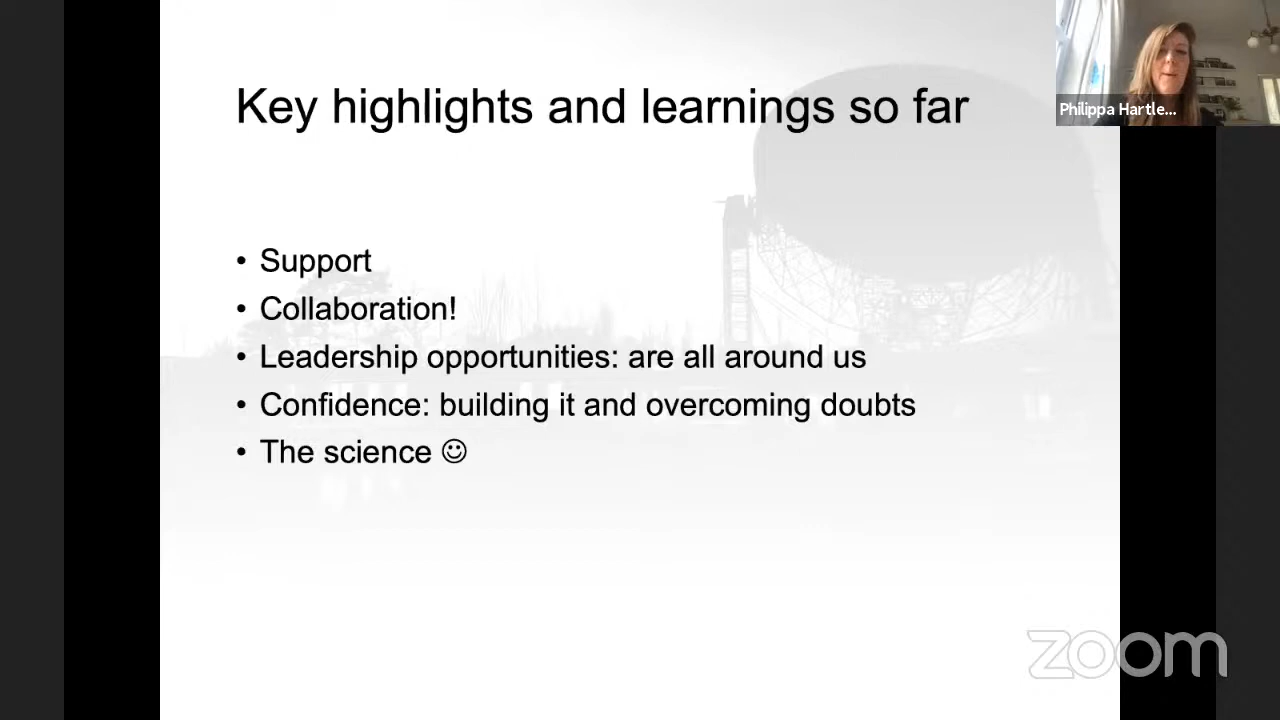 Key highlights and learnings so far
Philippa Hartle...
• Support
• Collaboration!
• Leadership opportunities: are all around us
• Confidence: building it and overcoming doubts
• The science ☺
zoom